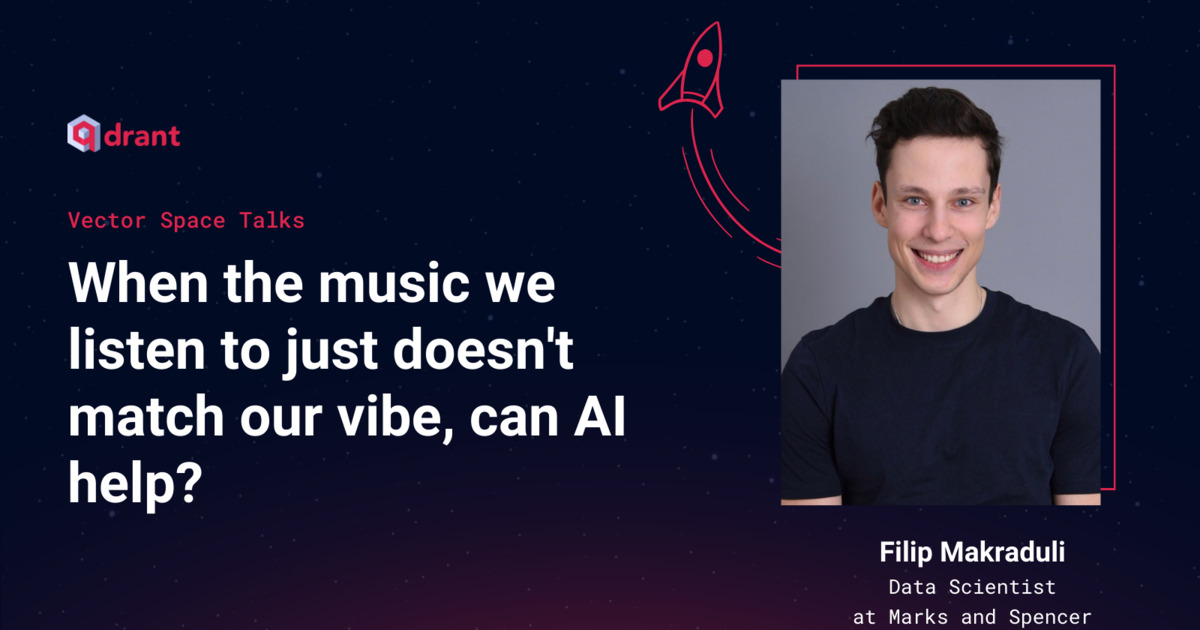 qdrant
Vector Space Talks
When the music we
listen to just doesn't
match our vibe, can AI
help?
Filip Makraduli
Data Scientist
at Marks and Spencer